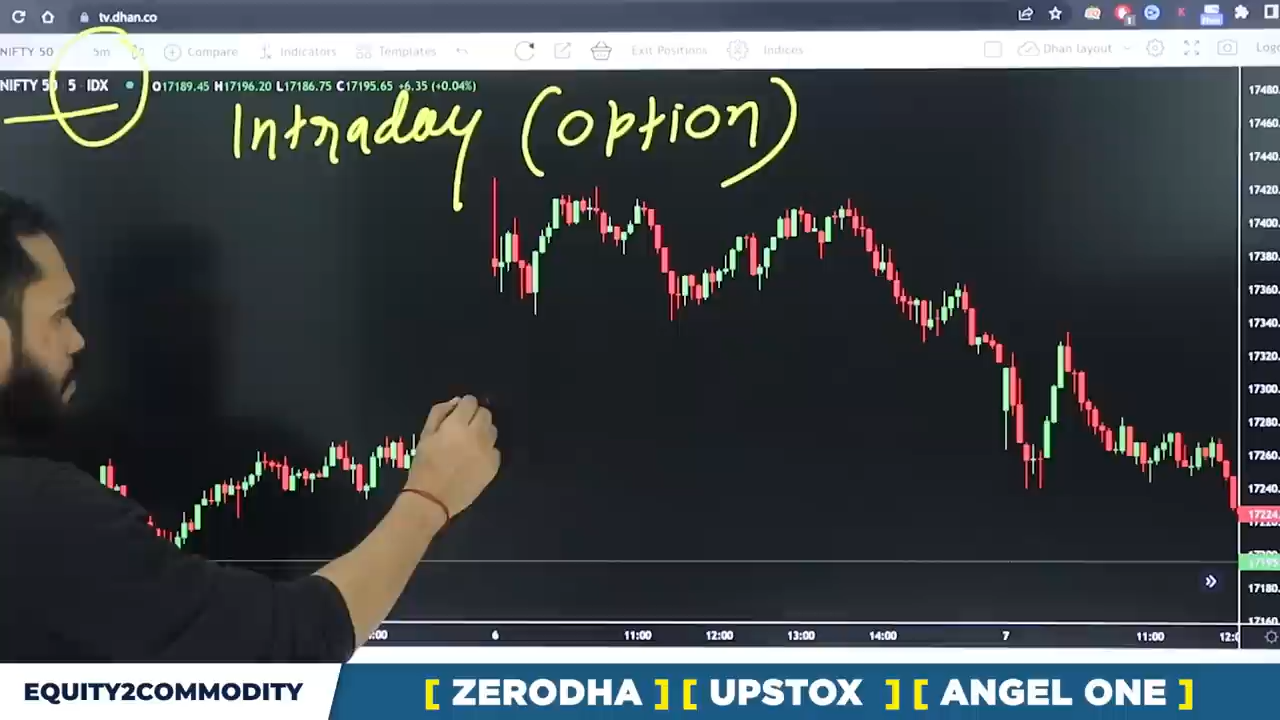 tv.dhan.co
NIFTY 50 5m Compare Indicators Templates Exit Positions Indices Dhan layout
NIFTY 50 5 IDX O17189.45 H17196.20 L17186.75 C17195.65 +6.35 (+0.04%)
Intraday (option)
17480.
17460.
17440.
17420.
17400.
17380.
17360.
17340.
17320.
17300.
17280.
17260.
17240.
17224.
17195
17180.
17160.
6 11:00 12:00 13:00 14:00 7 11:00
EQUITY2COMMODITY [ ZERODHA ] [ UPSTOX ] [ ANGEL ONE ]